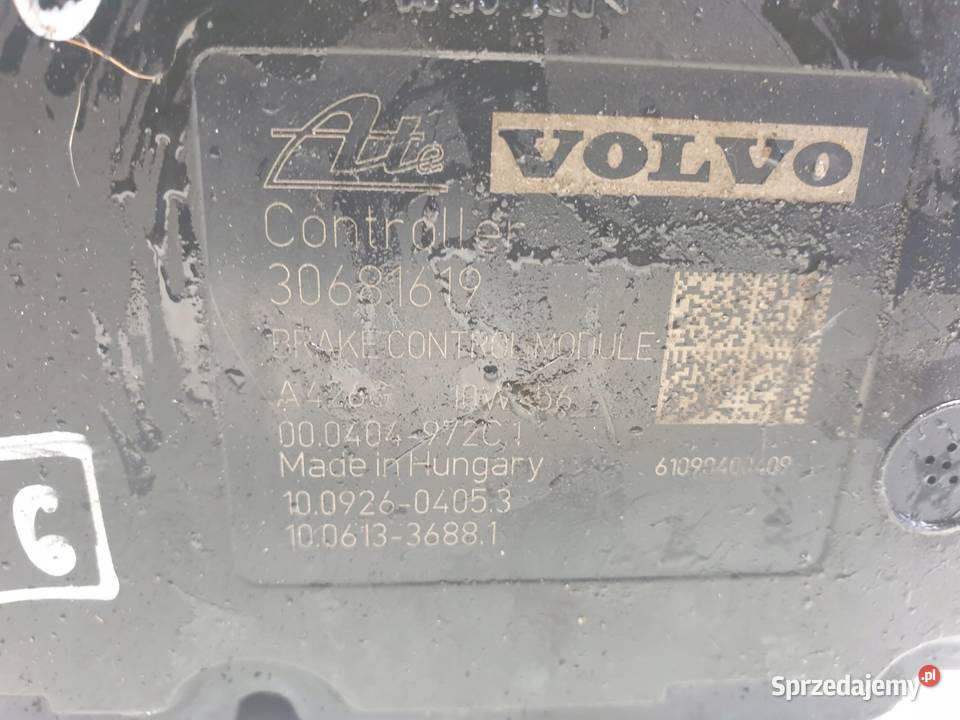 Ate VOLVO
Controller
30681619
BRAKE CONTROL MODULE
00.0404-972C.1
Made in Hungary 61090400409
10.0926-0405.3
10.0613-3688.1
6
Sprzedajemy.pl